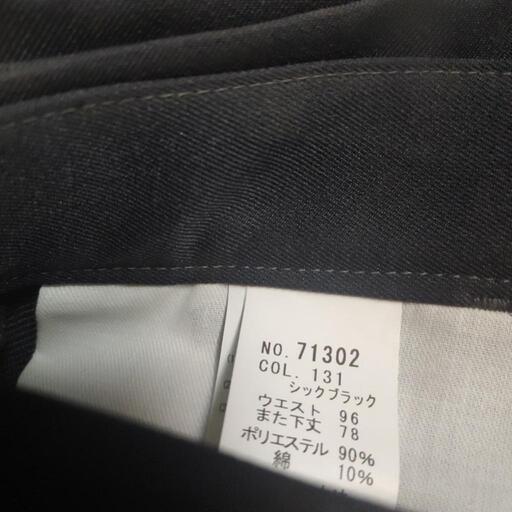 NO. 71302
COL. 131
シックブラック
ウエスト 96
また下丈 78
ポリエステル 90%
綿 10%